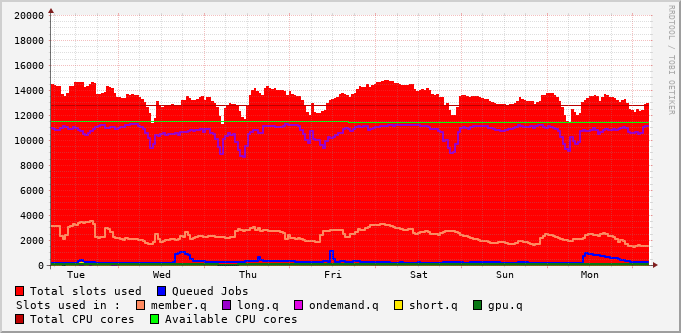 RRDTOOL / TOBI OETIKER
20000
18000
16000
14000
12000
10000
8000
6000
4000
2000
0
Tue Wed Thu Fri Sat Sun Mon
Total slots used Queued Jobs
Slots used in : member.q long.q ondemand.q short.q gpu.q
Total CPU cores Available CPU cores